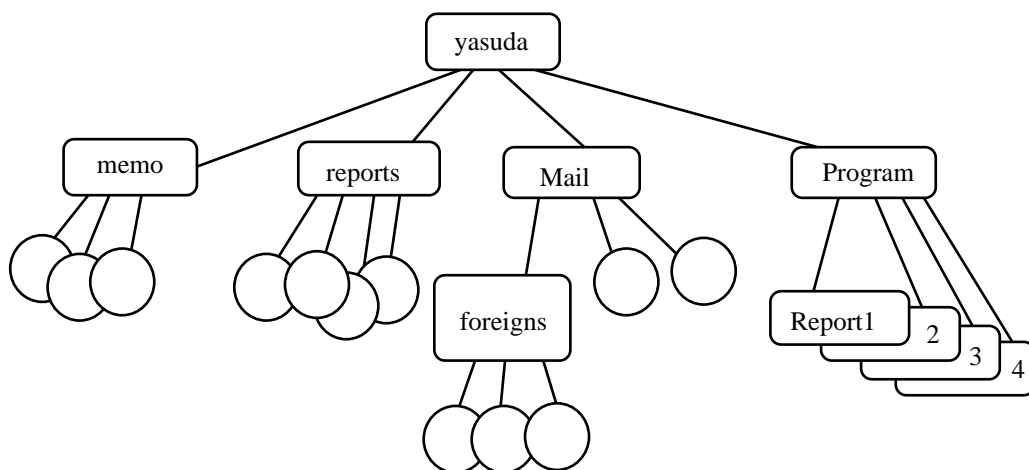 yasuda
memo
reports
Mail
Program
foreigns
Report1
2
3
4